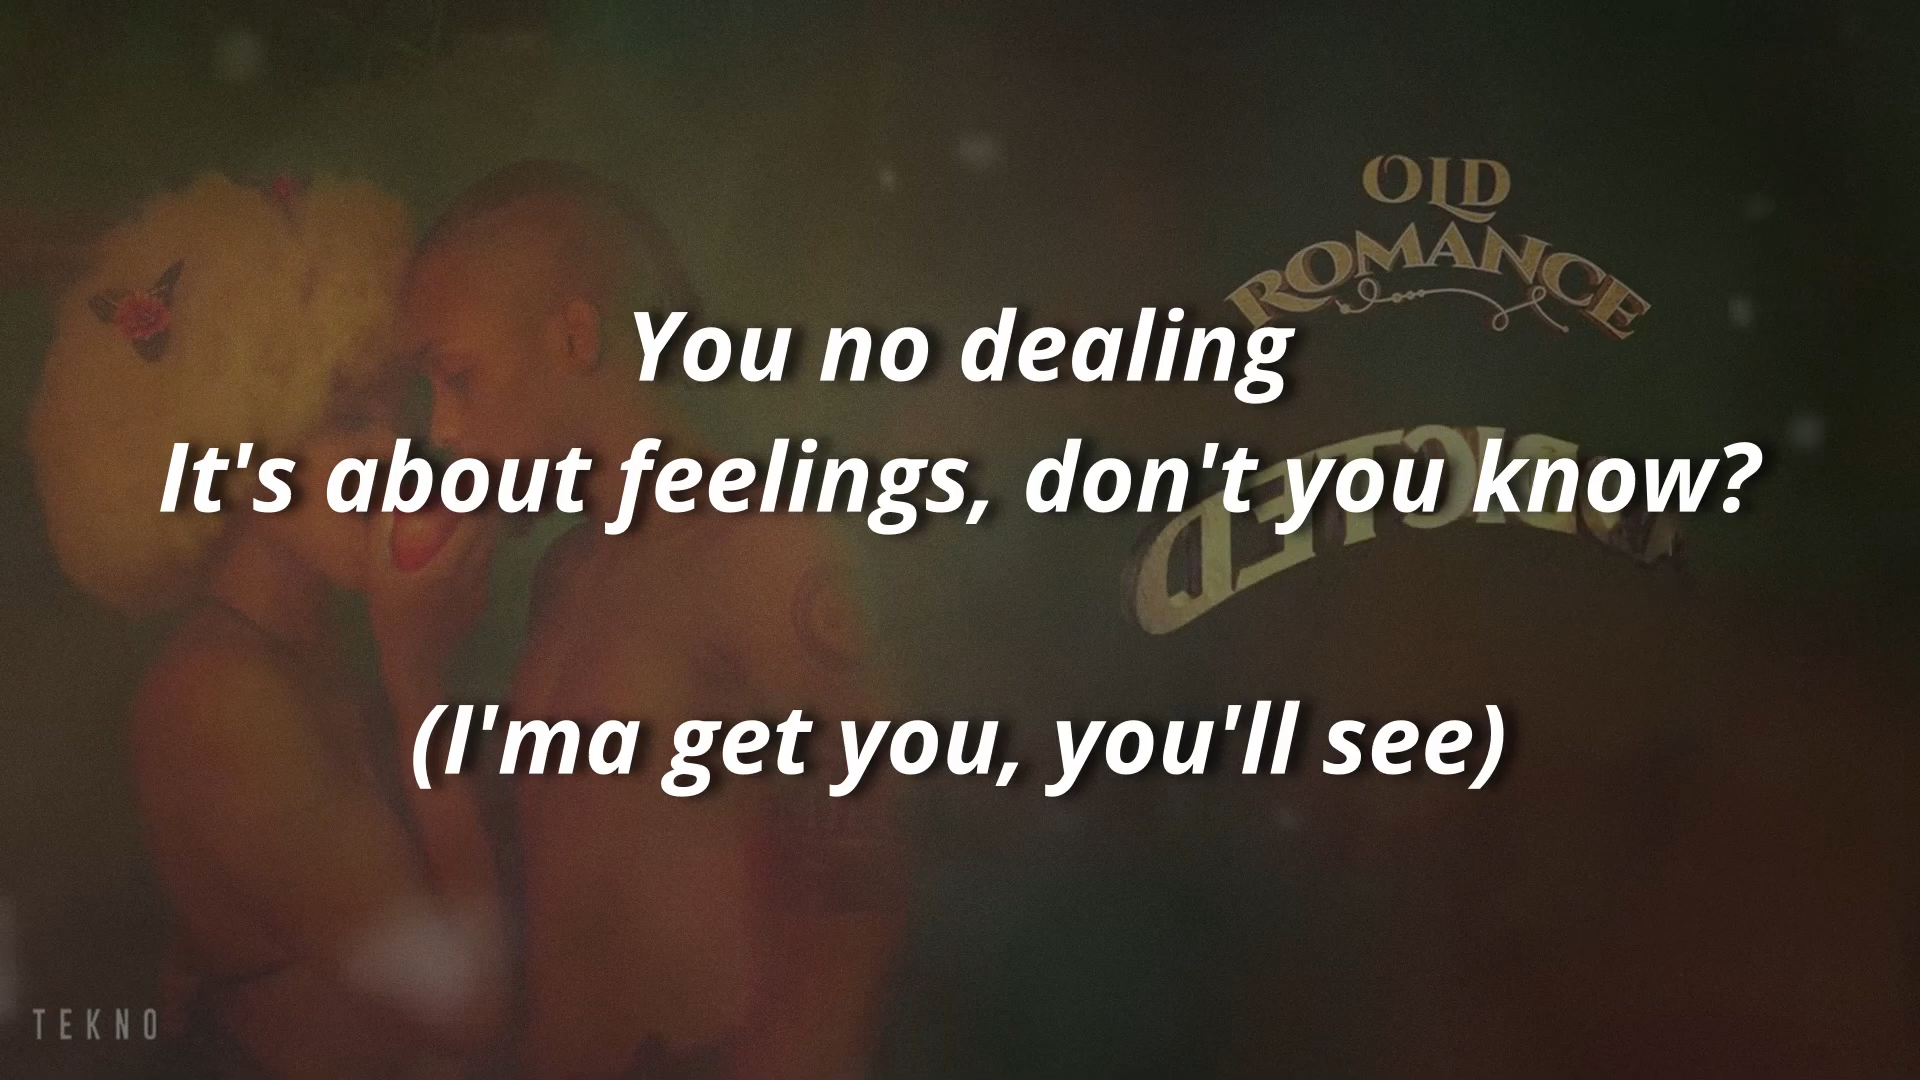 OLD
ROMANCE
You no dealing
It's about feelings, don't you know?
(I'ma get you, you'll see)
TEKNO